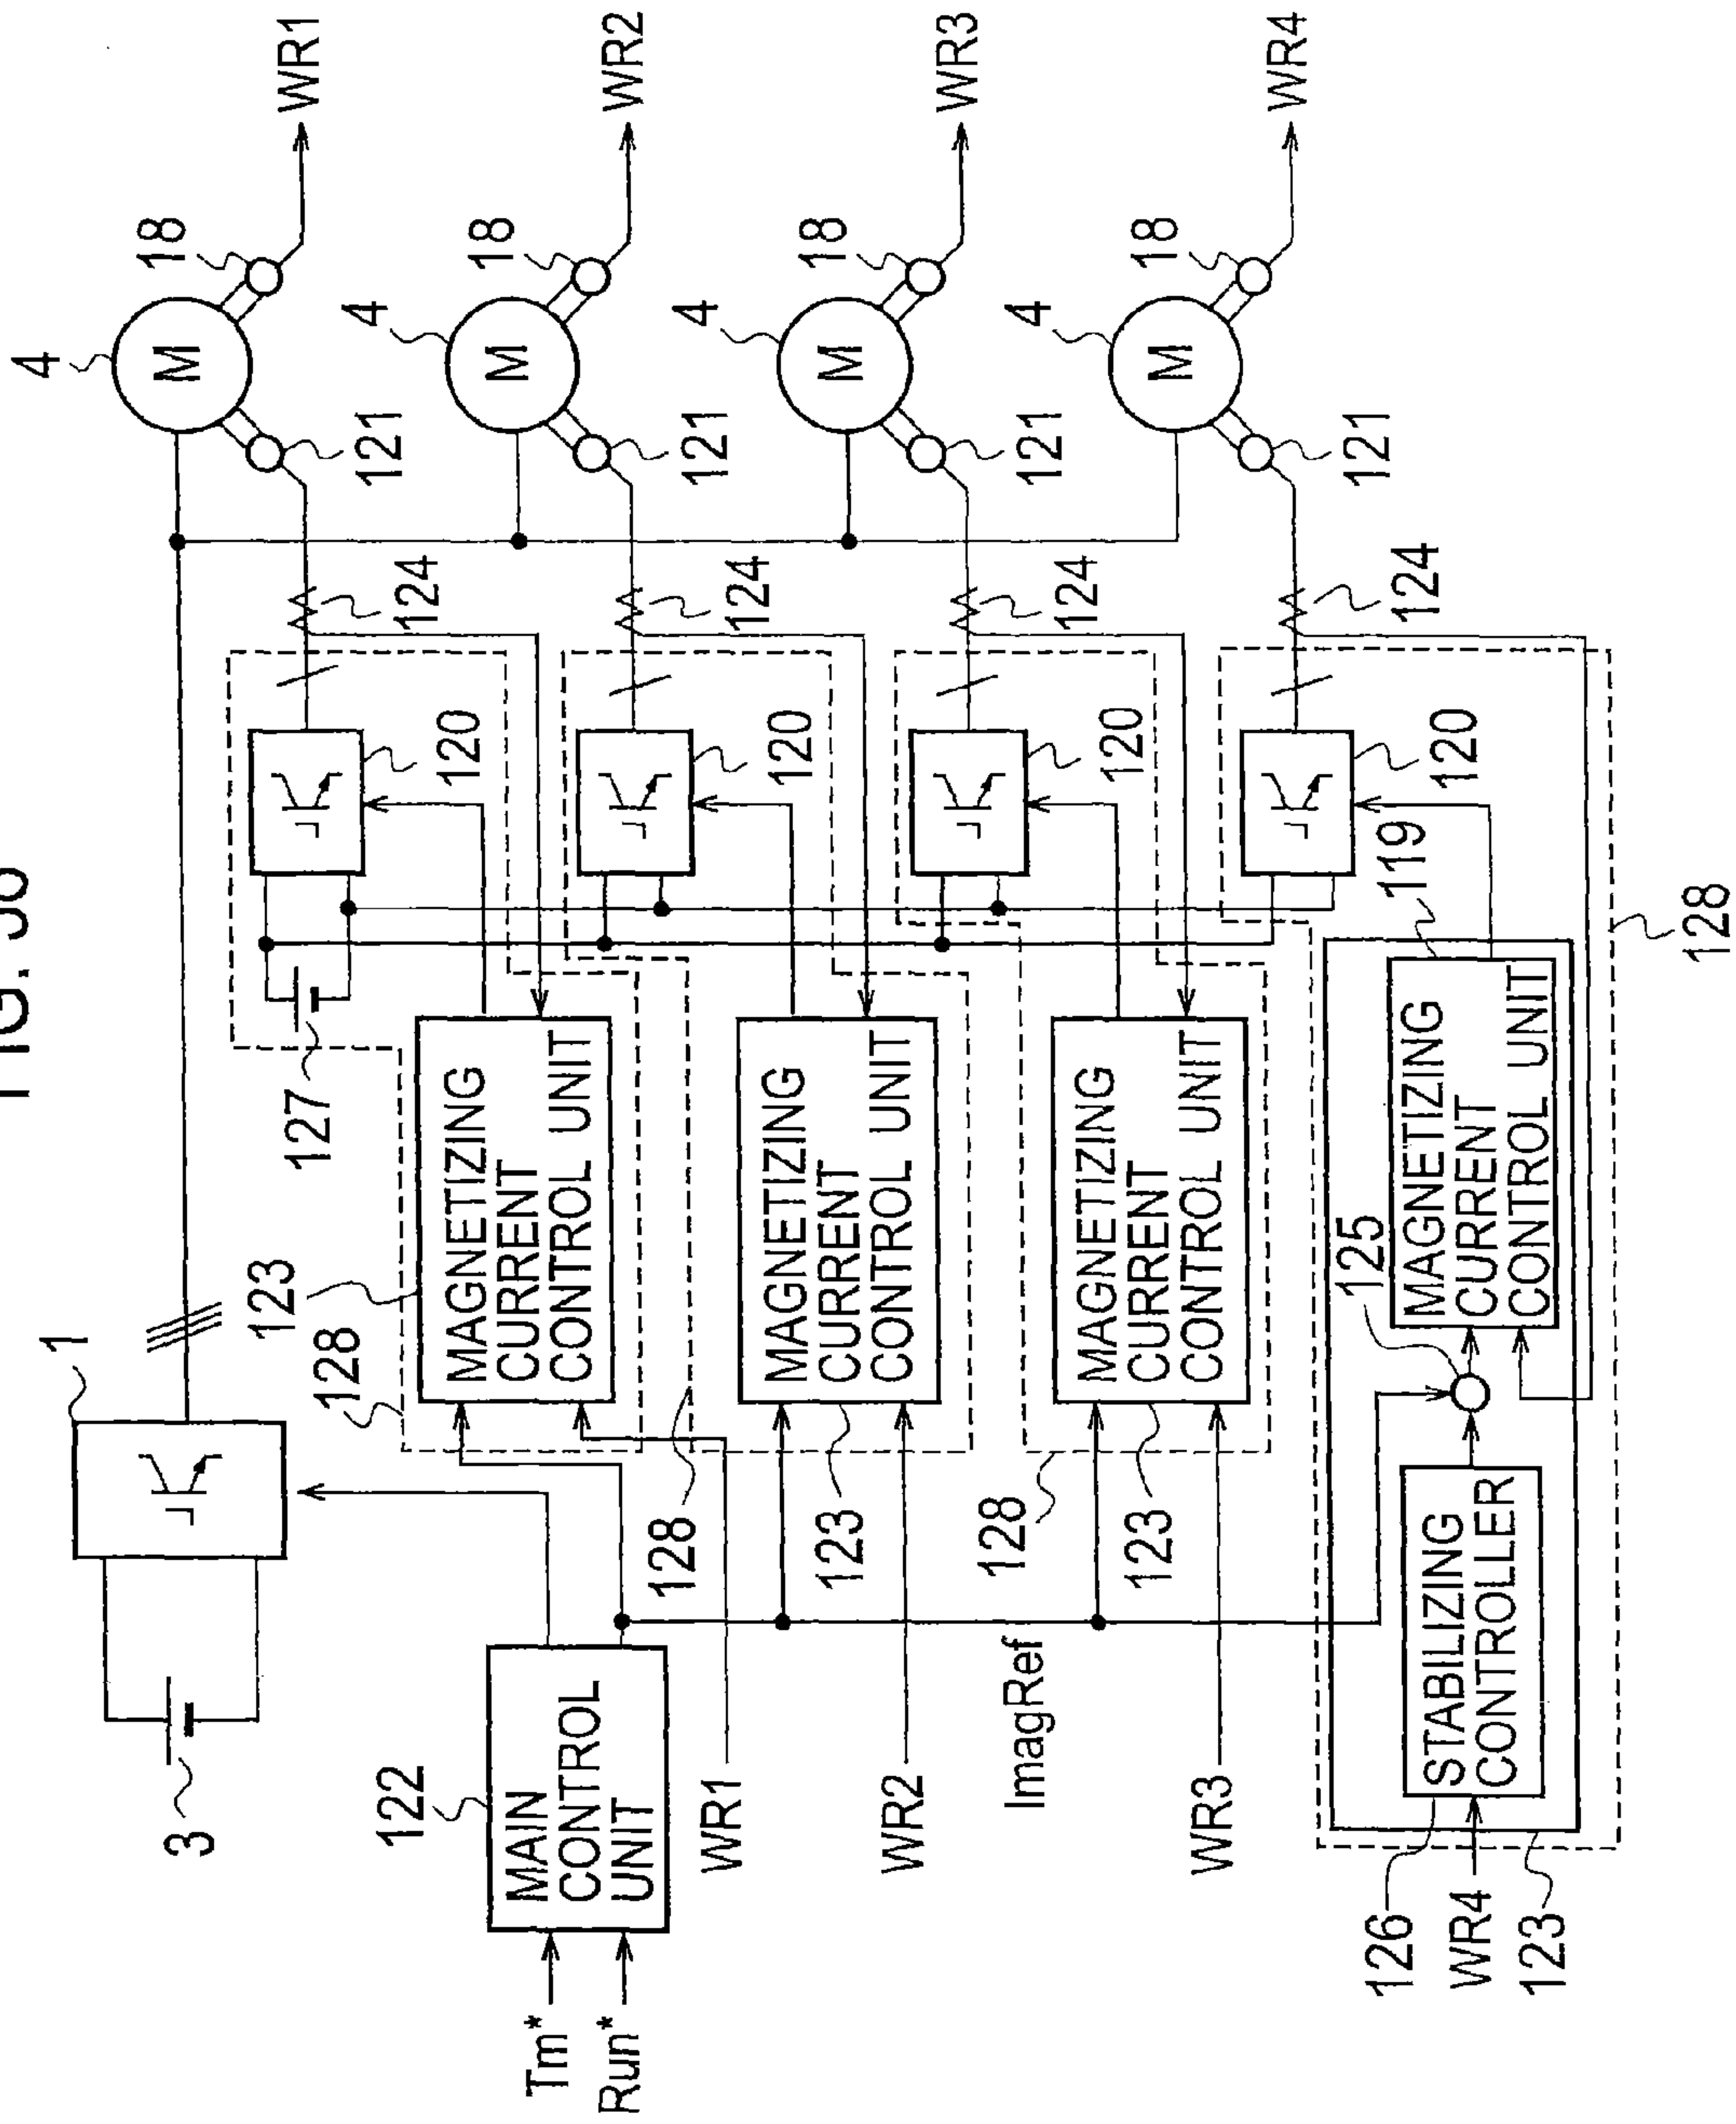 FIG.
1
4
18
M
3
123
127
WR1
128
4
121
122
124
120
18
MAGNETIZING
CURRENT
CONTROL UNIT
M
MAIN
CONTROL
UNIT
Tm*
Run*
WR2
128
4
121
WR1
124
120
MAGNETIZING
CURRENT
CONTROL UNIT
18
M
123
WR2
WR3
128
4
121
ImagRef
124
120
MAGNETIZING
CURRENT
CONTROL UNIT
18
M
123
WR3
WR4
125
119
121
126
124
STABILIZING
CONTROLLER
MAGNETIZING
CURRENT
CONTROL UNIT
120
WR4
123
128